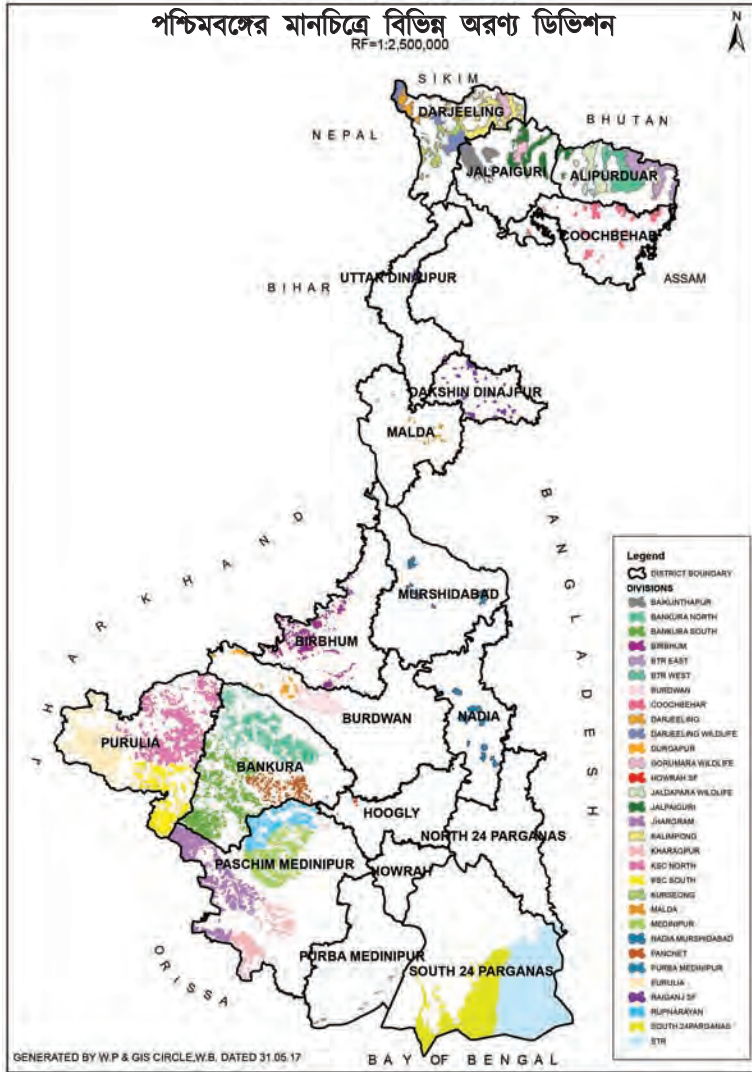 পশ্চিমবঙ্গের মানচিত্রে বিভিন্ন অরণ্য ডিভিশন
RF=1:2,500,000
N
SIKIM
DARJEELING
BHUTAN
NEPAL
JALPAIGURI
ALIPURDUAR
COOCHBEHAR
ASSAM
UTTAR DINAJPUR
BIHAR
DAKSHIN DINAJPUR
MALDA
BANGLADESH
JHARKHAND
MURSHIDABAD
BIRBHUM
BURDWAN
NADIA
PURULIA
BANKURA
HOOGLY
NORTH 24 PARGANAS
PASCHIM MEDINIPUR
HOWRAH
PURBA MEDINIPUR
SOUTH 24 PARGANAS
ORISSA
BAY OF BENGAL
Legend
DISTRICT BOUNDARY
DIVISIONS
BAIKUNTHAPUR
BANKURA NORTH
BANKURA SOUTH
BIRBHUM
BTR EAST
BTR WEST
BURDWAN
COOCHBEHAR
DARJEELING
DARJEELING WILDLIFE
DURGAPUR
GORUMARA WILDLIFE
HOWRAH SF
JALDAPARA WILDLIFE
JALPAIGURI
JHARGRAM
KALIMPONG
KHARAGPUR
KSC NORTH
KSC SOUTH
KURSEONG
MALDA
MEDINIPUR
NADIA MURSHIDABAD
PANCHET
PURBA MEDINIPUR
PURULIA
RAIGANJ SF
RUPNARAYAN
SOUTH 24PARGANAS
STR
GENERATED BY W.P & GIS CIRCLE,W.B. DATED 31.05.17